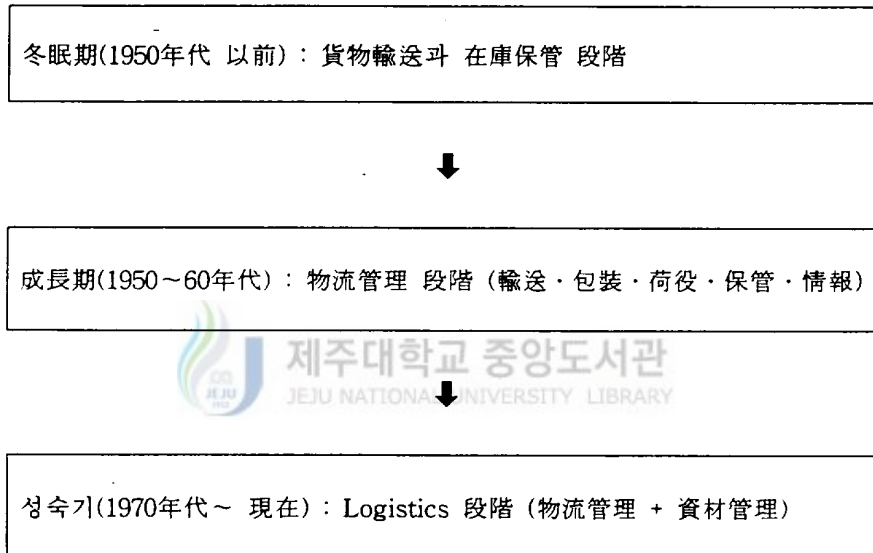 冬眠期(1950年代 以前) : 貨物輸送과 在庫保管 段階
成長期(1950～60年代) : 物流管理 段階 (輸送・包裝・荷役・保管・情報)
제주대학교 중앙도서관
JEJU NATIONAL UNIVERSITY LIBRARY
성숙기(1970年代～ 現在) : Logistics 段階 (物流管理 + 資材管理)